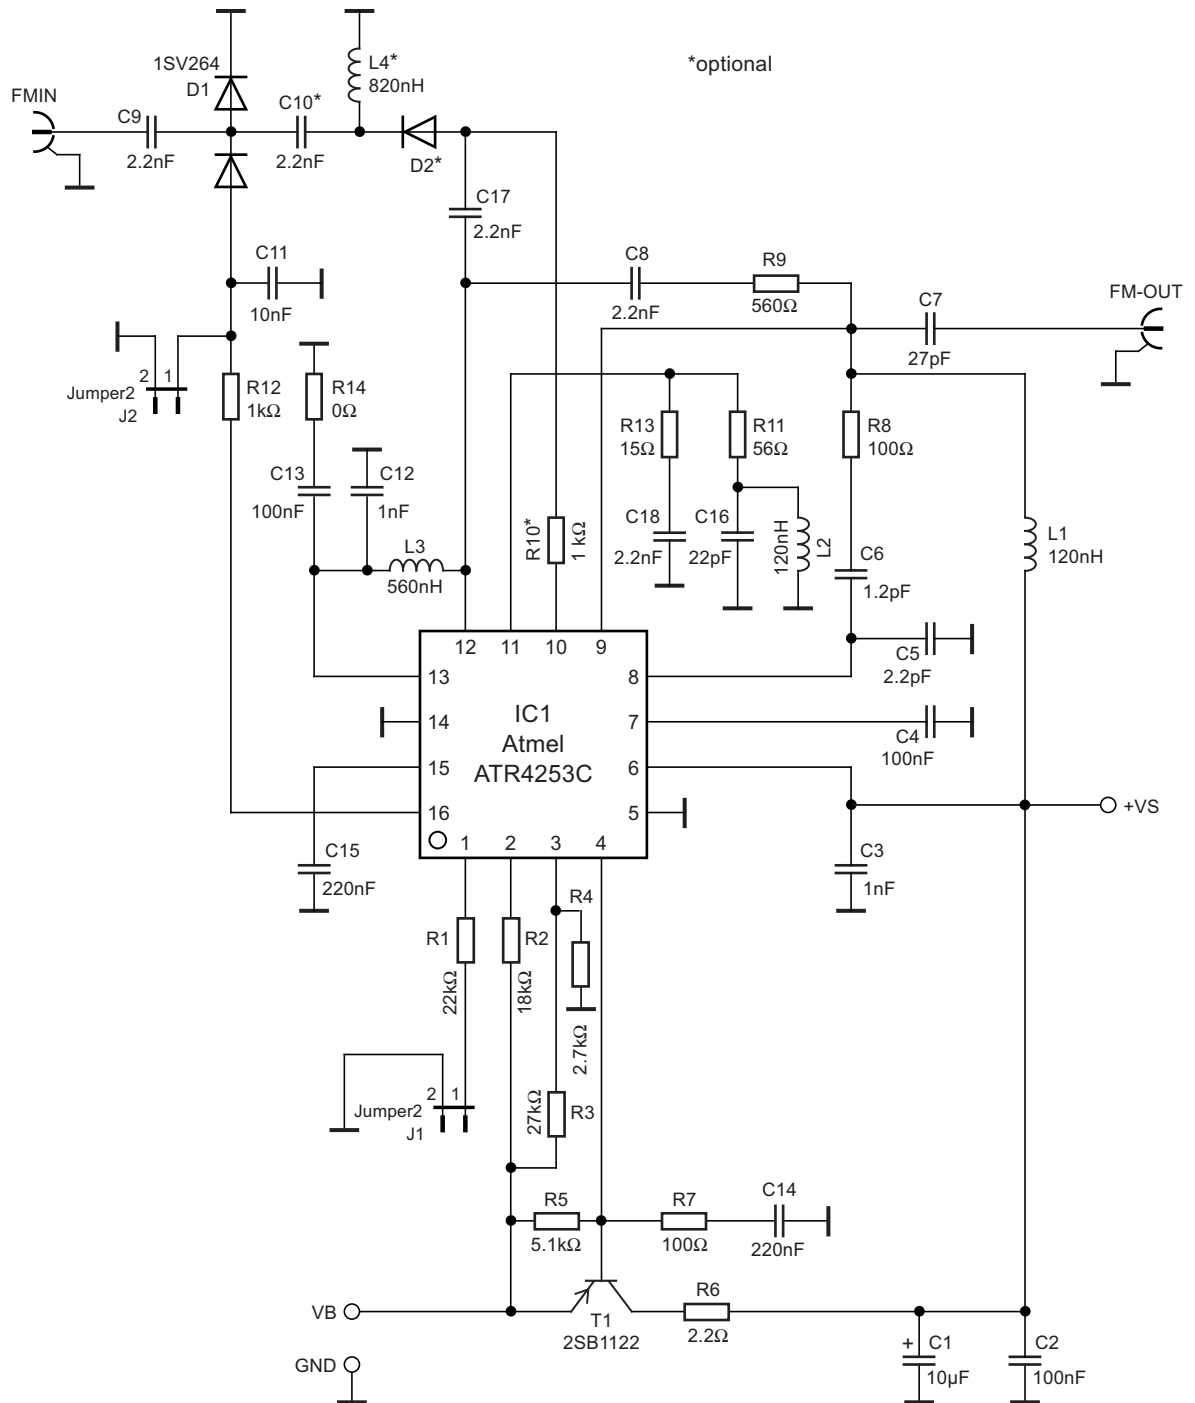 *optional
1SV264
D1
L4*
820nH
FMIN
C9
2.2nF
C10*
2.2nF
D2*
C17
2.2nF
C11
10nF
C8
2.2nF
R9
560Ω
C7
27pF
FM-OUT
2 1
Jumper2
J2
R12
1kΩ
R14
0Ω
R13
15Ω
R11
56Ω
R8
100Ω
C13
100nF
C12
1nF
L3
560nH
R10*
1 kΩ
C18
2.2nF
C16
22pF
120nH
L2
C6
1.2pF
L1
120nH
12 11 10 9
13
14
15
16
8
7
6
5
IC1
Atmel
ATR4253C
1 2 3 4
C5
2.2pF
C4
100nF
+VS
C15
220nF
C3
1nF
R1
22kΩ
R2
18kΩ
R4
2.7kΩ
2 1
Jumper2
J1
27kΩ
R3
R5
5.1kΩ
R7
100Ω
C14
220nF
VB
T1
2SB1122
R6
2.2Ω
GND
+
C1
10µF
C2
100nF